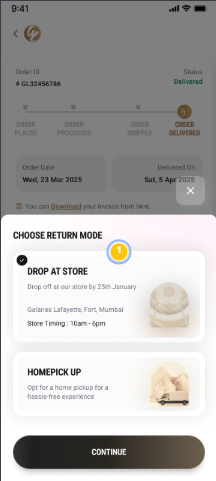 9:41
Order ID
Status
# GL32456786
Delivered
ORDER PLACED
ORDER PROCESSED
ORDER SHIPPED
ORDER DELIVERED
Order Date
Delivered On
Wed, 23 Mar 2025
Sat, 5 Apr 2025
You can Download your invoice from here.
CHOOSE RETURN MODE
1
DROP AT STORE
Drop off at our store by 25th January
Galaries Lafayette, Fort, Mumbai
Store Timing : 10am - 6pm
HOMEPICK UP
Opt for a home pickup for a
hassle-free experience
CONTINUE